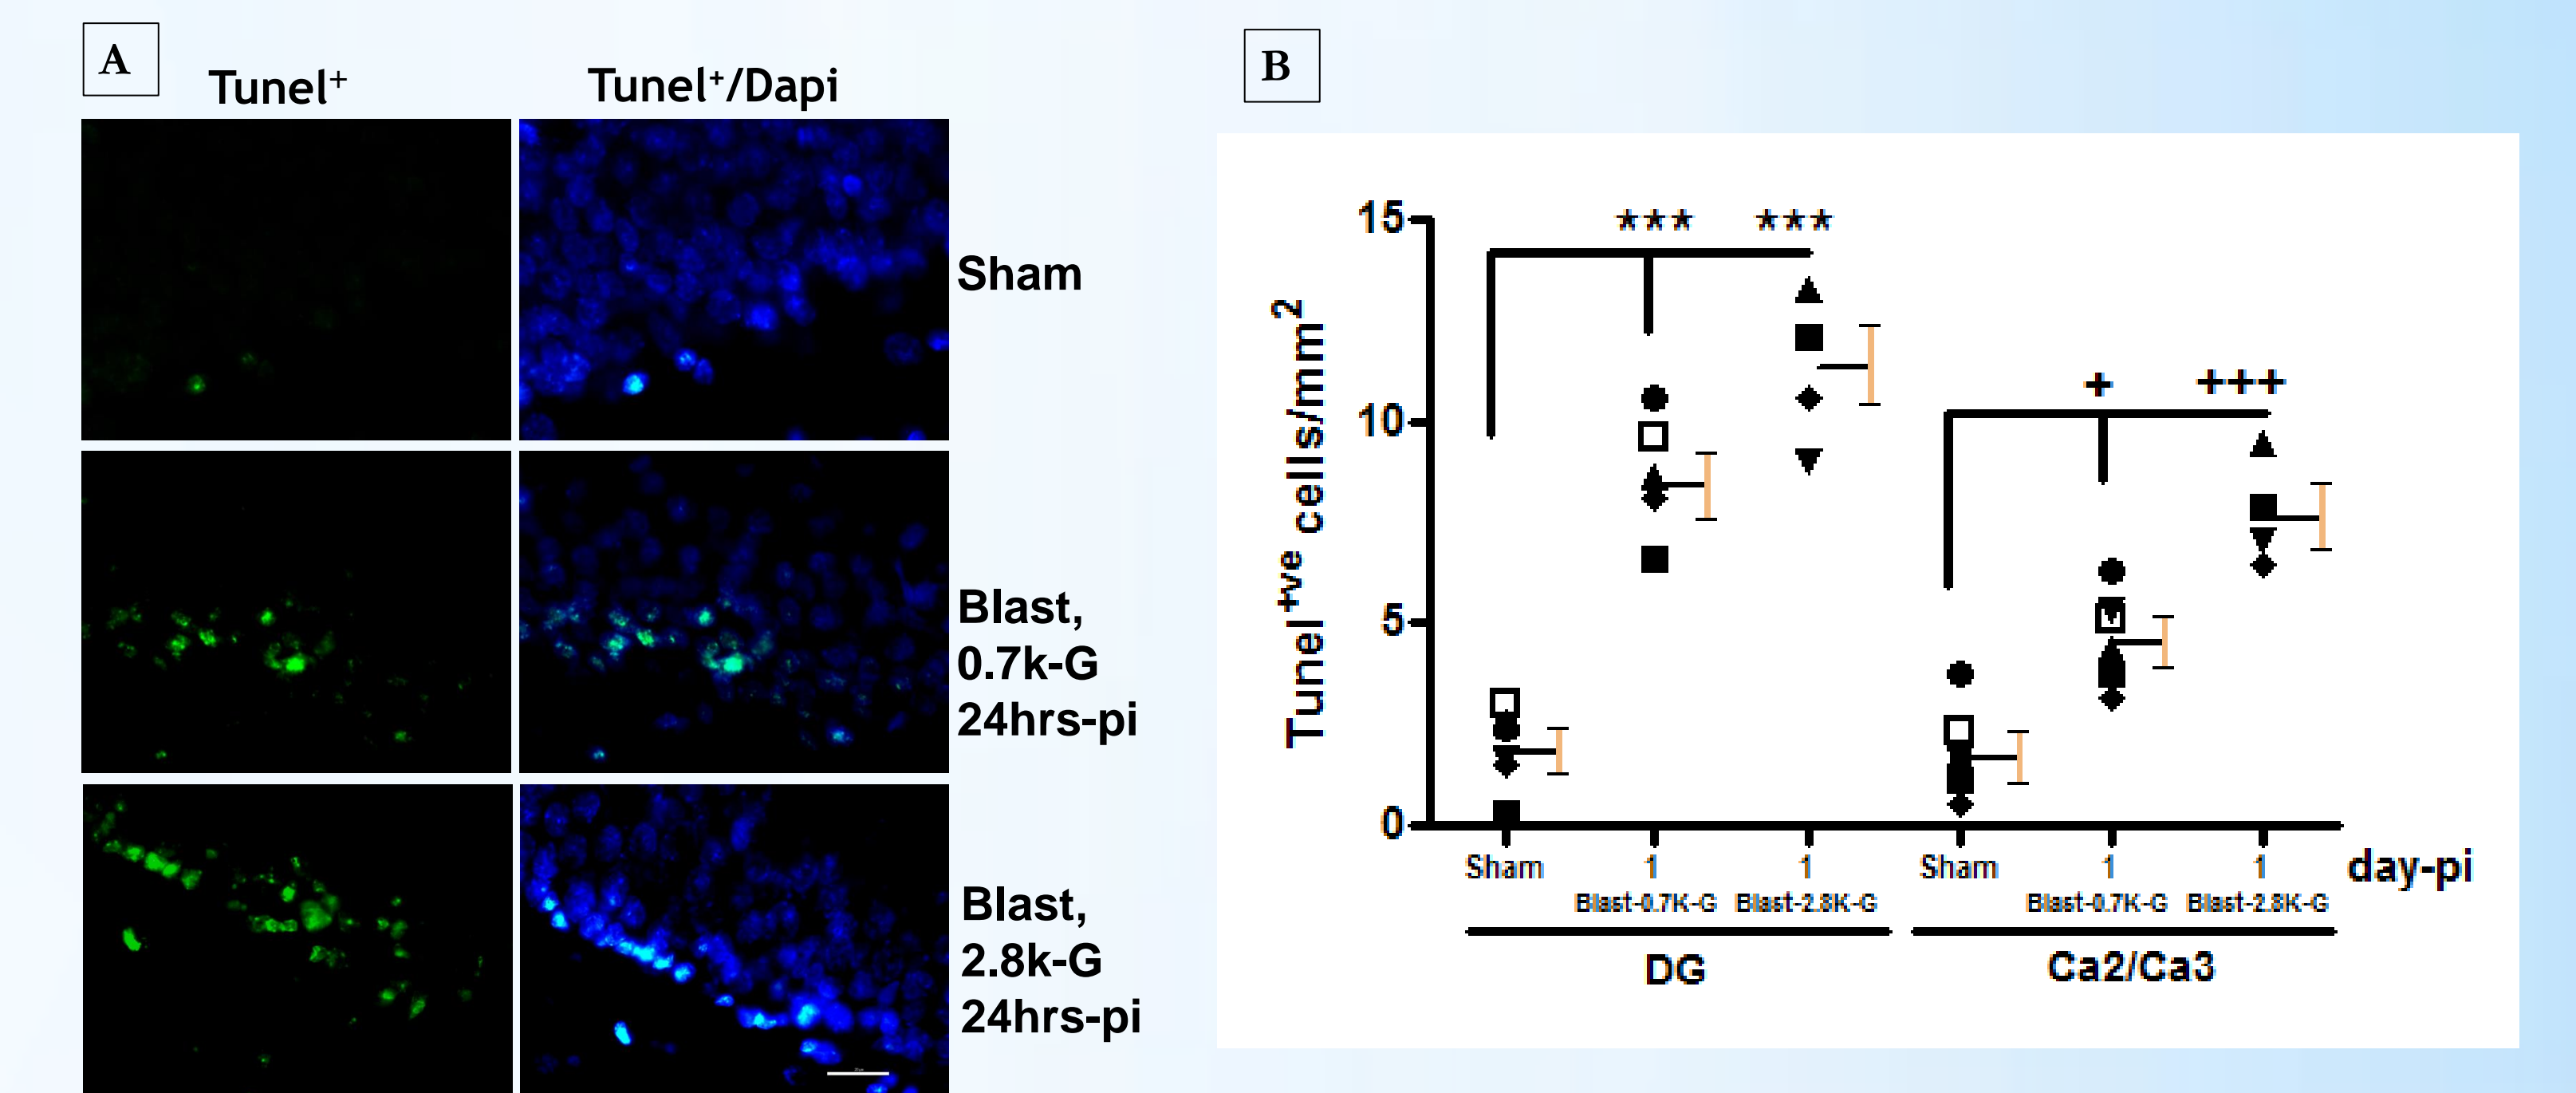 A
Tunel⁺
Tunel⁺/Dapi
Sham
Blast,
0.7k-G
24hrs-pi
Blast,
2.8k-G
24hrs-pi
B
Tunel⁺ᵛᵉ cells/mm²
15
10
5
0
*** ***
+ +++
Sham 1 1 Sham 1 1 day-pi
Blast-0.7K-G Blast-2.8K-G Blast-0.7K-G Blast-2.8K-G
DG Ca2/Ca3